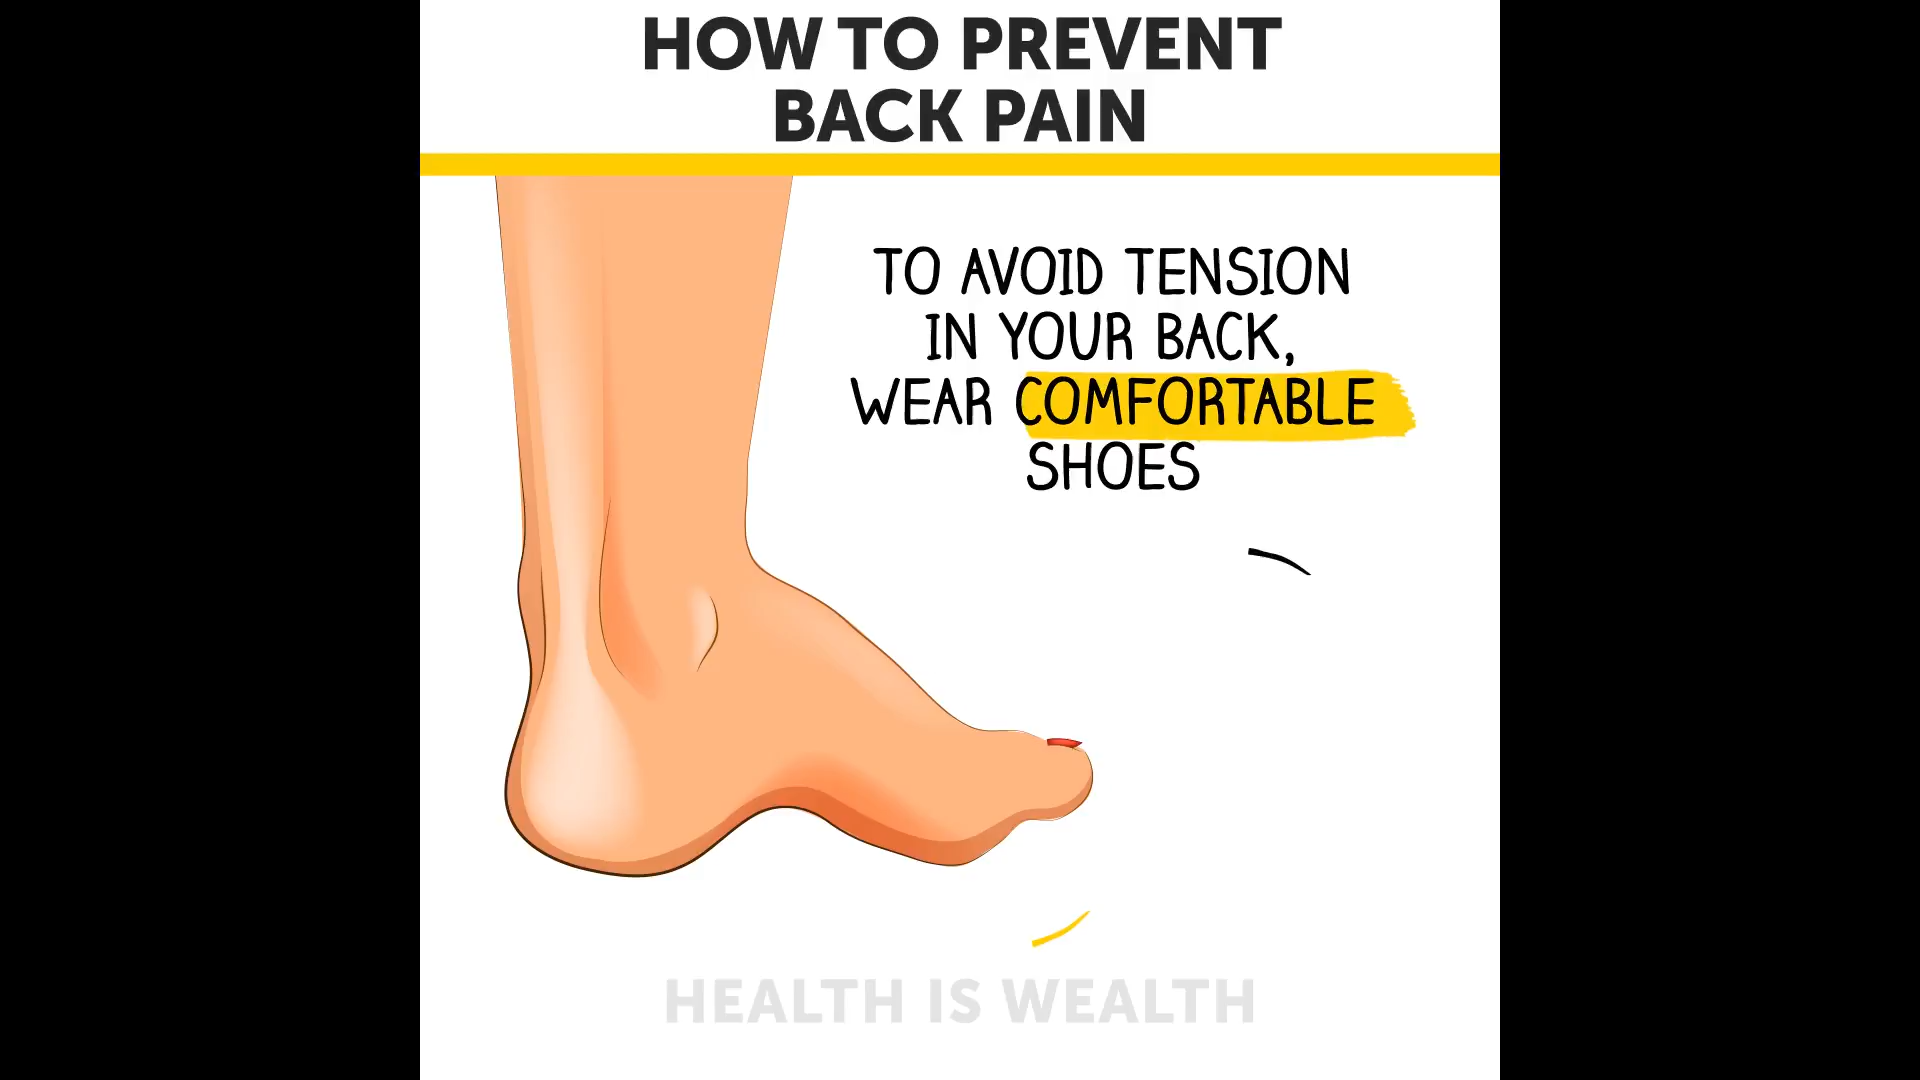 HOW TO PREVENT
BACK PAIN
TO AVOID TENSION
IN YOUR BACK,
WEAR COMFORTABLE
SHOES
HEALTH IS WEALTH